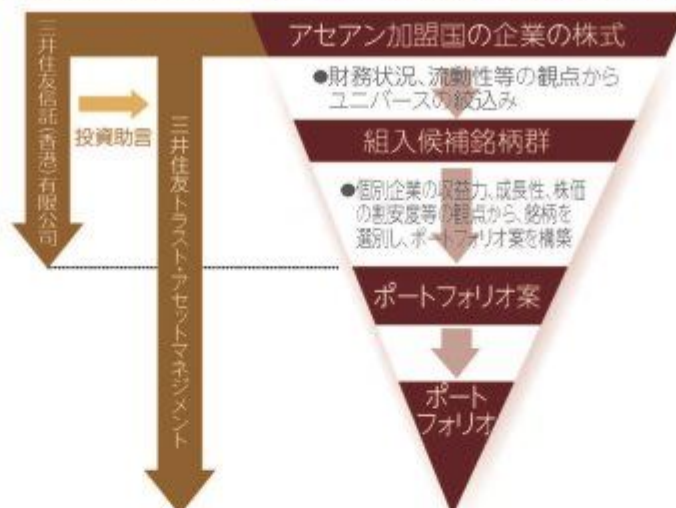 アセアン加盟国の企業の株式
●財務状況、流動性等の観点から
ユニバースの絞込み
組入候補銘柄群
●個別企業の収益力、成長性、株価
の割安度等の観点から、銘柄を
選別し、ポートフォリオ案を構築
ポートフォリオ案
ポート
フォリオ
三井住友信託(香港)有限公司
投資助言
三井住友トラスト・アセットマネジメント